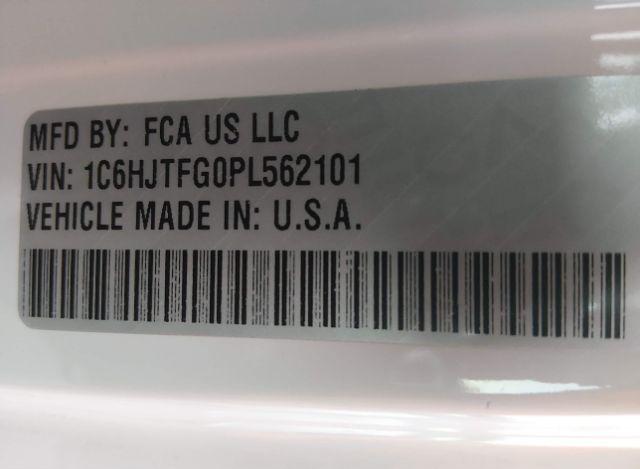 MFD BY: FCA US LLC
VIN: 1C6HJTFG0PL562101
VEHICLE MADE IN: U.S.A.